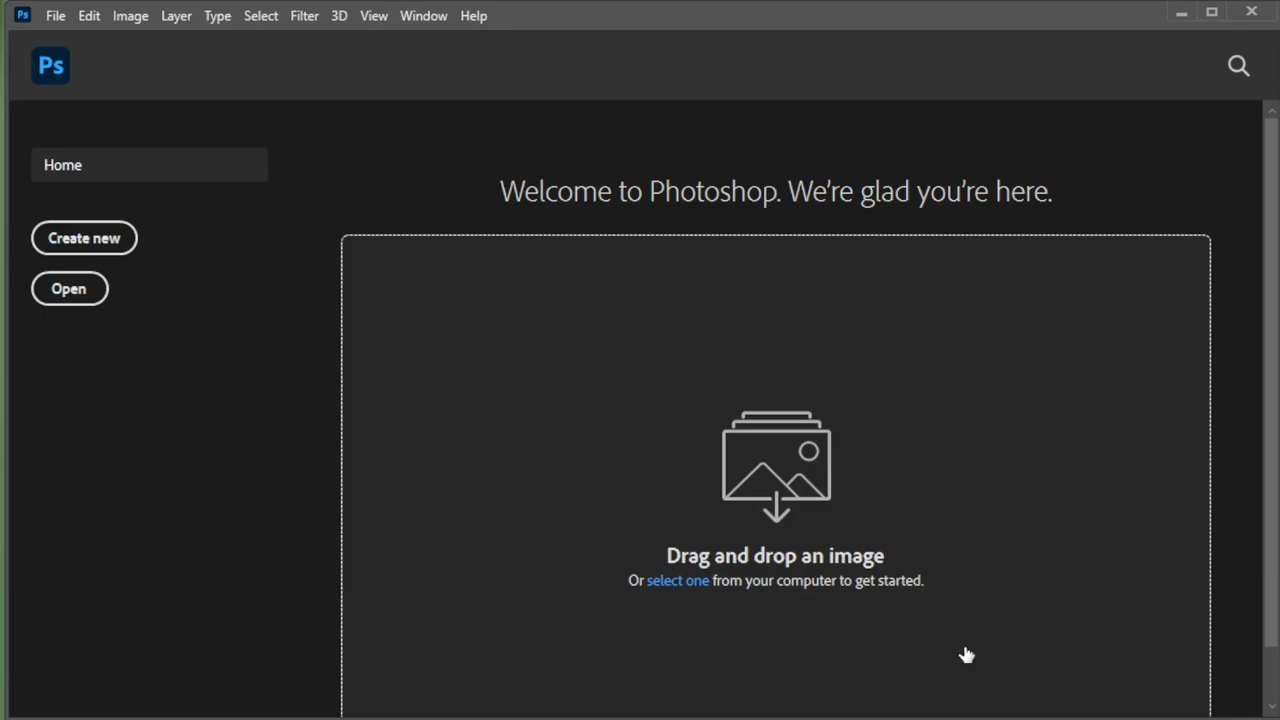 Ps File Edit Image Layer Type Select Filter 3D View Window Help
Ps
Home
Create new
Open
Welcome to Photoshop. We're glad you're here.
Drag and drop an image
Or select one from your computer to get started.